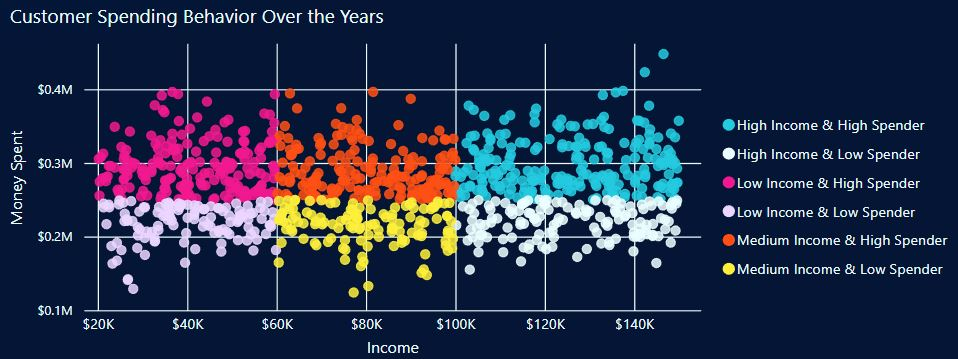 Customer Spending Behavior Over the Years
Money Spent
$0.4M
$0.3M
$0.2M
$0.1M
$20K $40K $60K $80K $100K $120K $140K
Income
High Income & High Spender
High Income & Low Spender
Low Income & High Spender
Low Income & Low Spender
Medium Income & High Spender
Medium Income & Low Spender